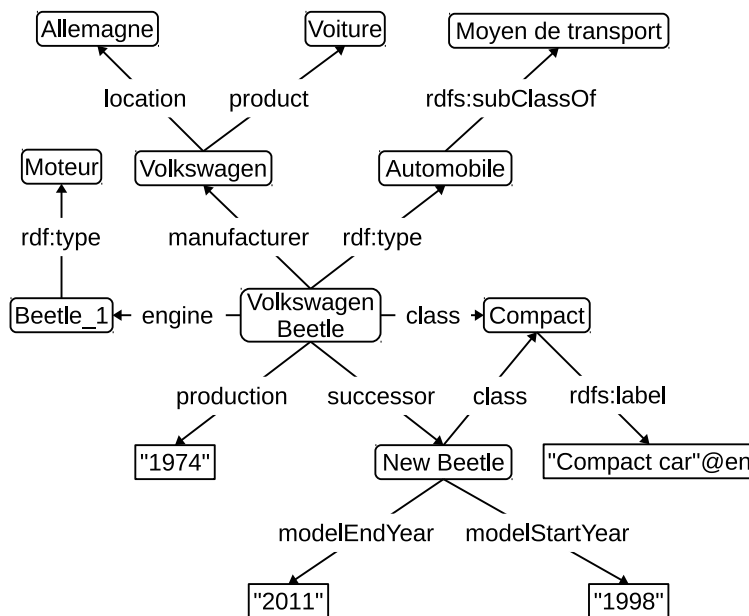 Allemagne
Voiture
Moyen de transport
location
product
rdfs:subClassOf
Moteur
Volkswagen
Automobile
rdf:type
manufacturer
rdf:type
Beetle_1
engine
Volkswagen
Beetle
class
Compact
production
successor
class
rdfs:label
"1974"
New Beetle
"Compact car"@en
modelEndYear
modelStartYear
"2011"
"1998"